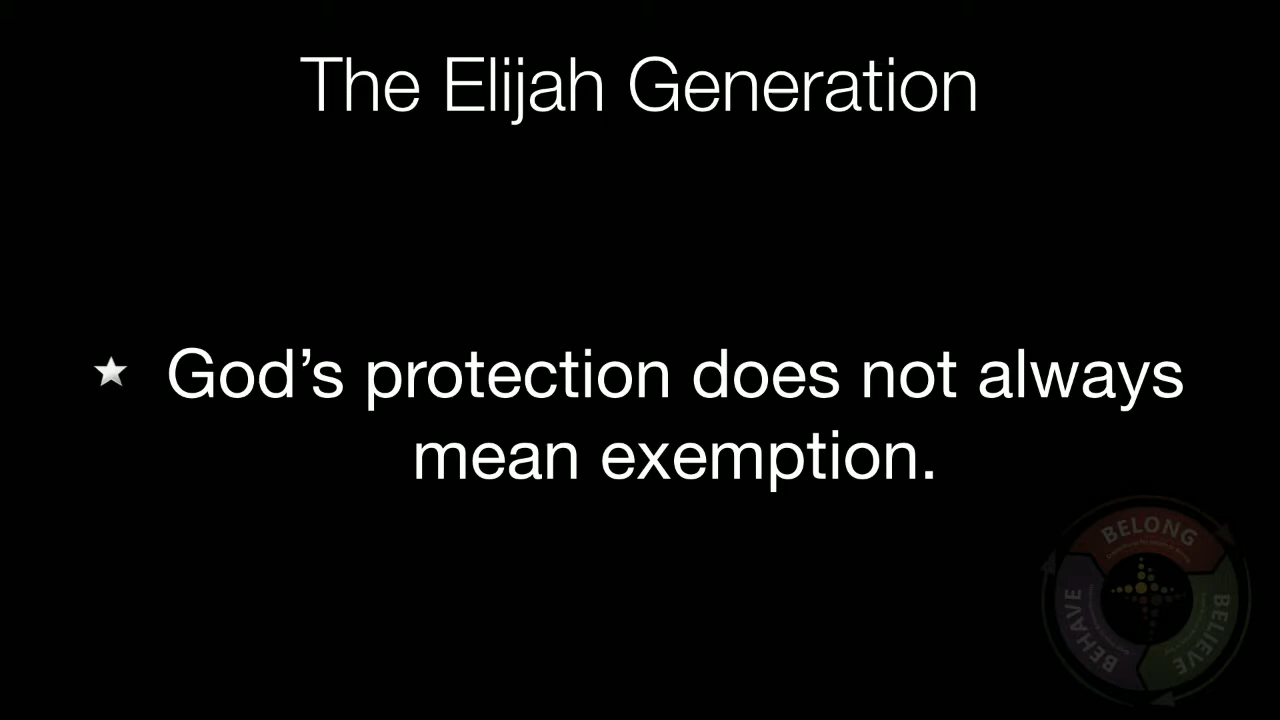 The Elijah Generation
God’s protection does not always
mean exemption.
BELONG
BELIEVE
BEHAVE